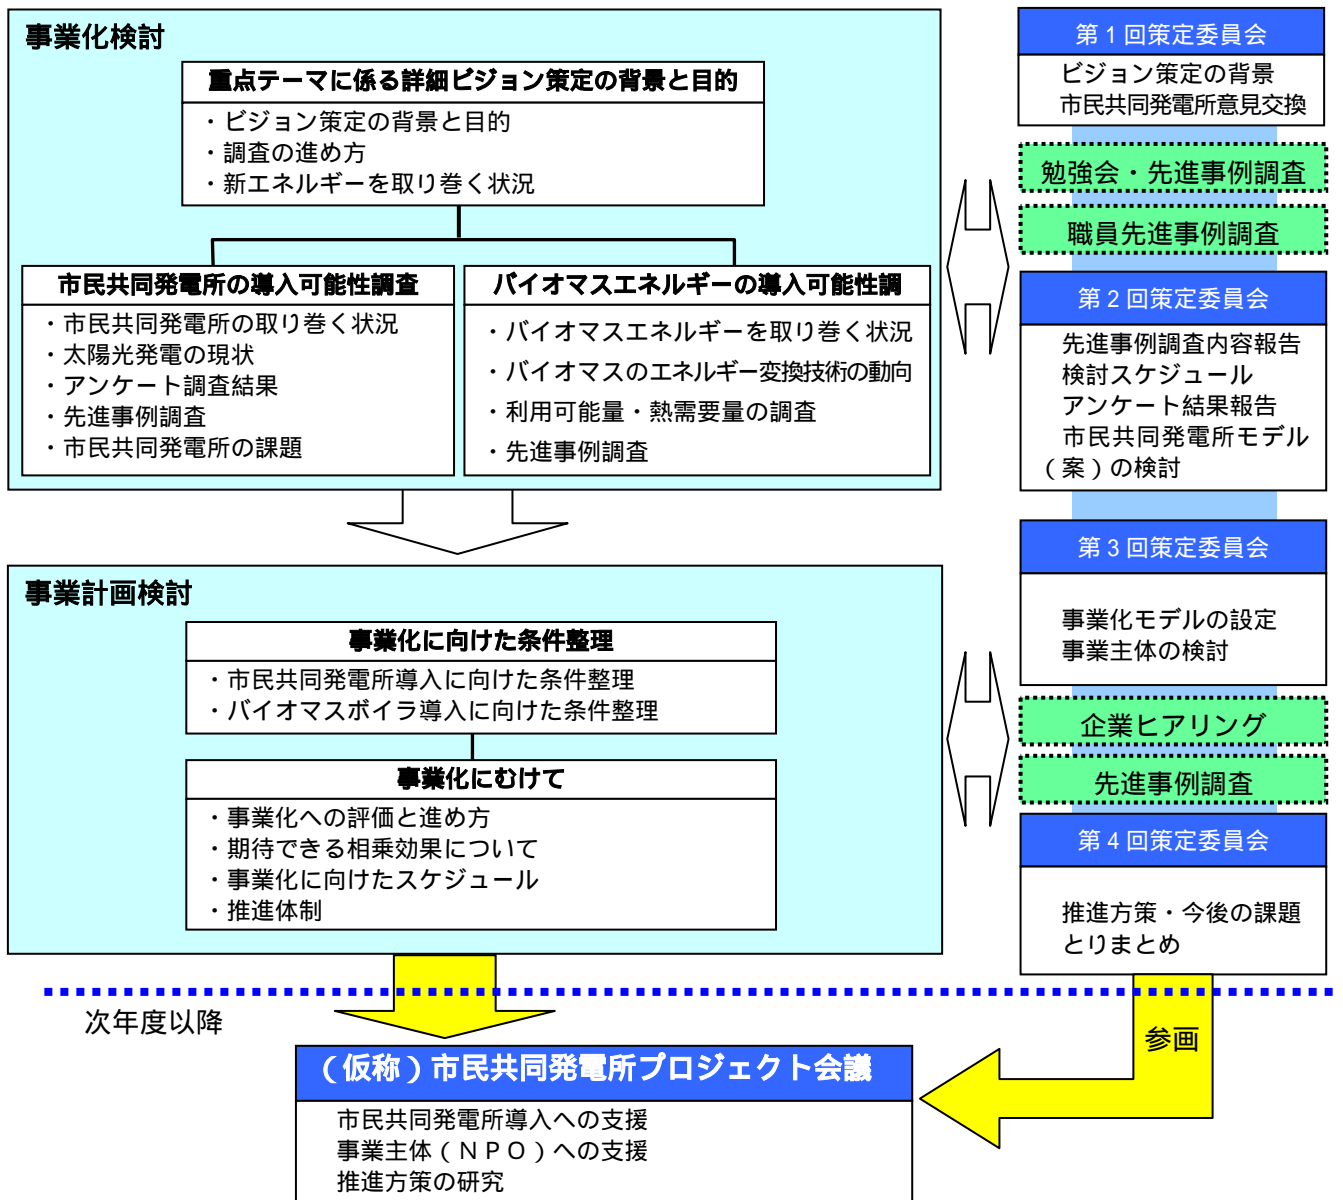 事業化検討
重点テーマに係る詳細ビジョン策定の背景と目的
・ビジョン策定の背景と目的
・調査の進め方
・新エネルギーを取り巻く状況
市民共同発電所の導入可能性調査
・市民共同発電所の取り巻く状況
・太陽光発電の現状
・アンケート調査結果
・先進事例調査
・市民共同発電所の課題
バイオマスエネルギーの導入可能性調
・バイオマスエネルギーを取り巻く状況
・バイオマスのエネルギー変換技術の動向
・利用可能量・熱需要量の調査
・先進事例調査
事業計画検討
事業化に向けた条件整理
・市民共同発電所導入に向けた条件整理
・バイオマスボイラ導入に向けた条件整理
事業化にむけて
・事業化への評価と進め方
・期待できる相乗効果について
・事業化に向けたスケジュール
・推進体制
第1回策定委員会
ビジョン策定の背景
市民共同発電所意見交換
勉強会・先進事例調査
職員先進事例調査
第2回策定委員会
先進事例調査内容報告
検討スケジュール
アンケート結果報告
市民共同発電所モデル
(案)の検討
第3回策定委員会
事業化モデルの設定
事業主体の検討
企業ヒアリング
先進事例調査
第4回策定委員会
推進方策・今後の課題
とりまとめ
次年度以降
参画
(仮称)市民共同発電所プロジェクト会議
市民共同発電所導入への支援
事業主体(NPO)への支援
推進方策の研究